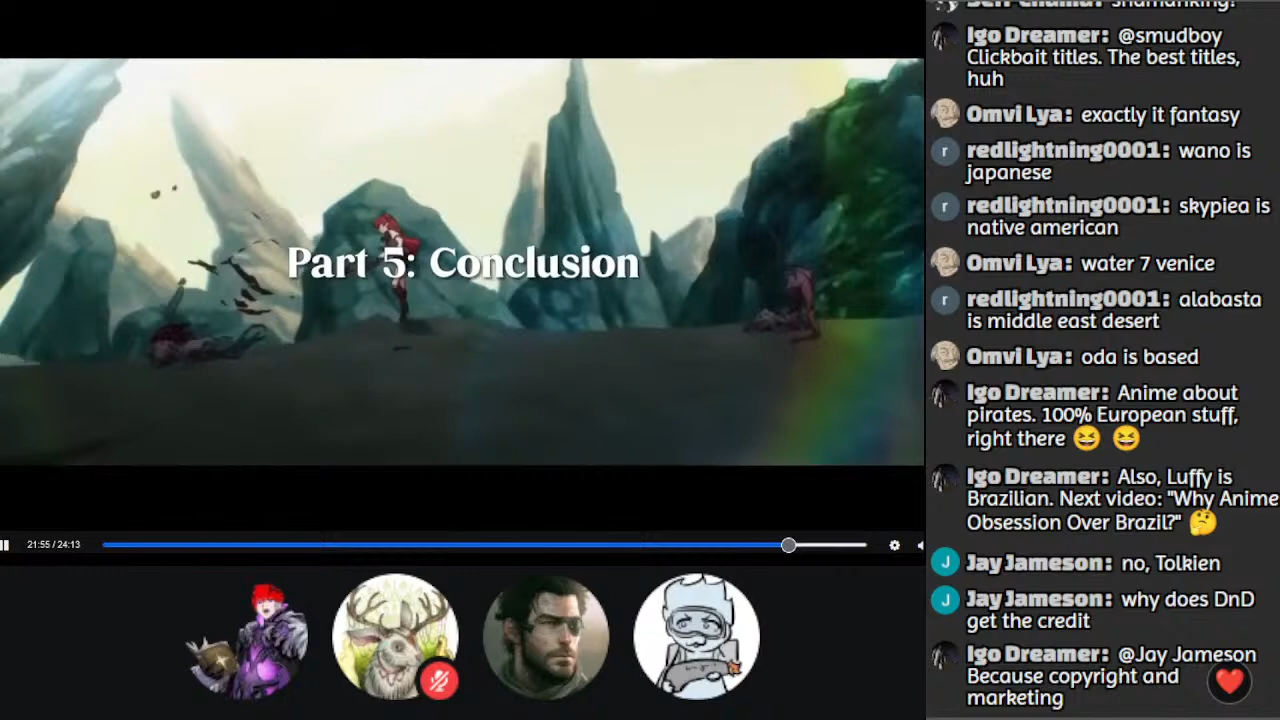 Part 5: Conclusion
21:55 / 24:13
shamanking!
Igo Dreamer: @smudboy
Clickbait titles. The best titles,
huh
Omvi Lya: exactly it fantasy
r
redlightning0001: wano is
japanese
r
redlightning0001: skypiea is
native american
Omvi Lya: water 7 venice
r
redlightning0001: alabasta
is middle east desert
Omvi Lya: oda is based
Igo Dreamer: Anime about
pirates. 100% European stuff,
right there 😆 😆
Igo Dreamer: Also, Luffy is
Brazilian. Next video: "Why Anime
Obsession Over Brazil?" 🤔
J
Jay Jameson: no, Tolkien
J
Jay Jameson: why does DnD
get the credit
Igo Dreamer: @Jay Jameson
Because copyright and
marketing